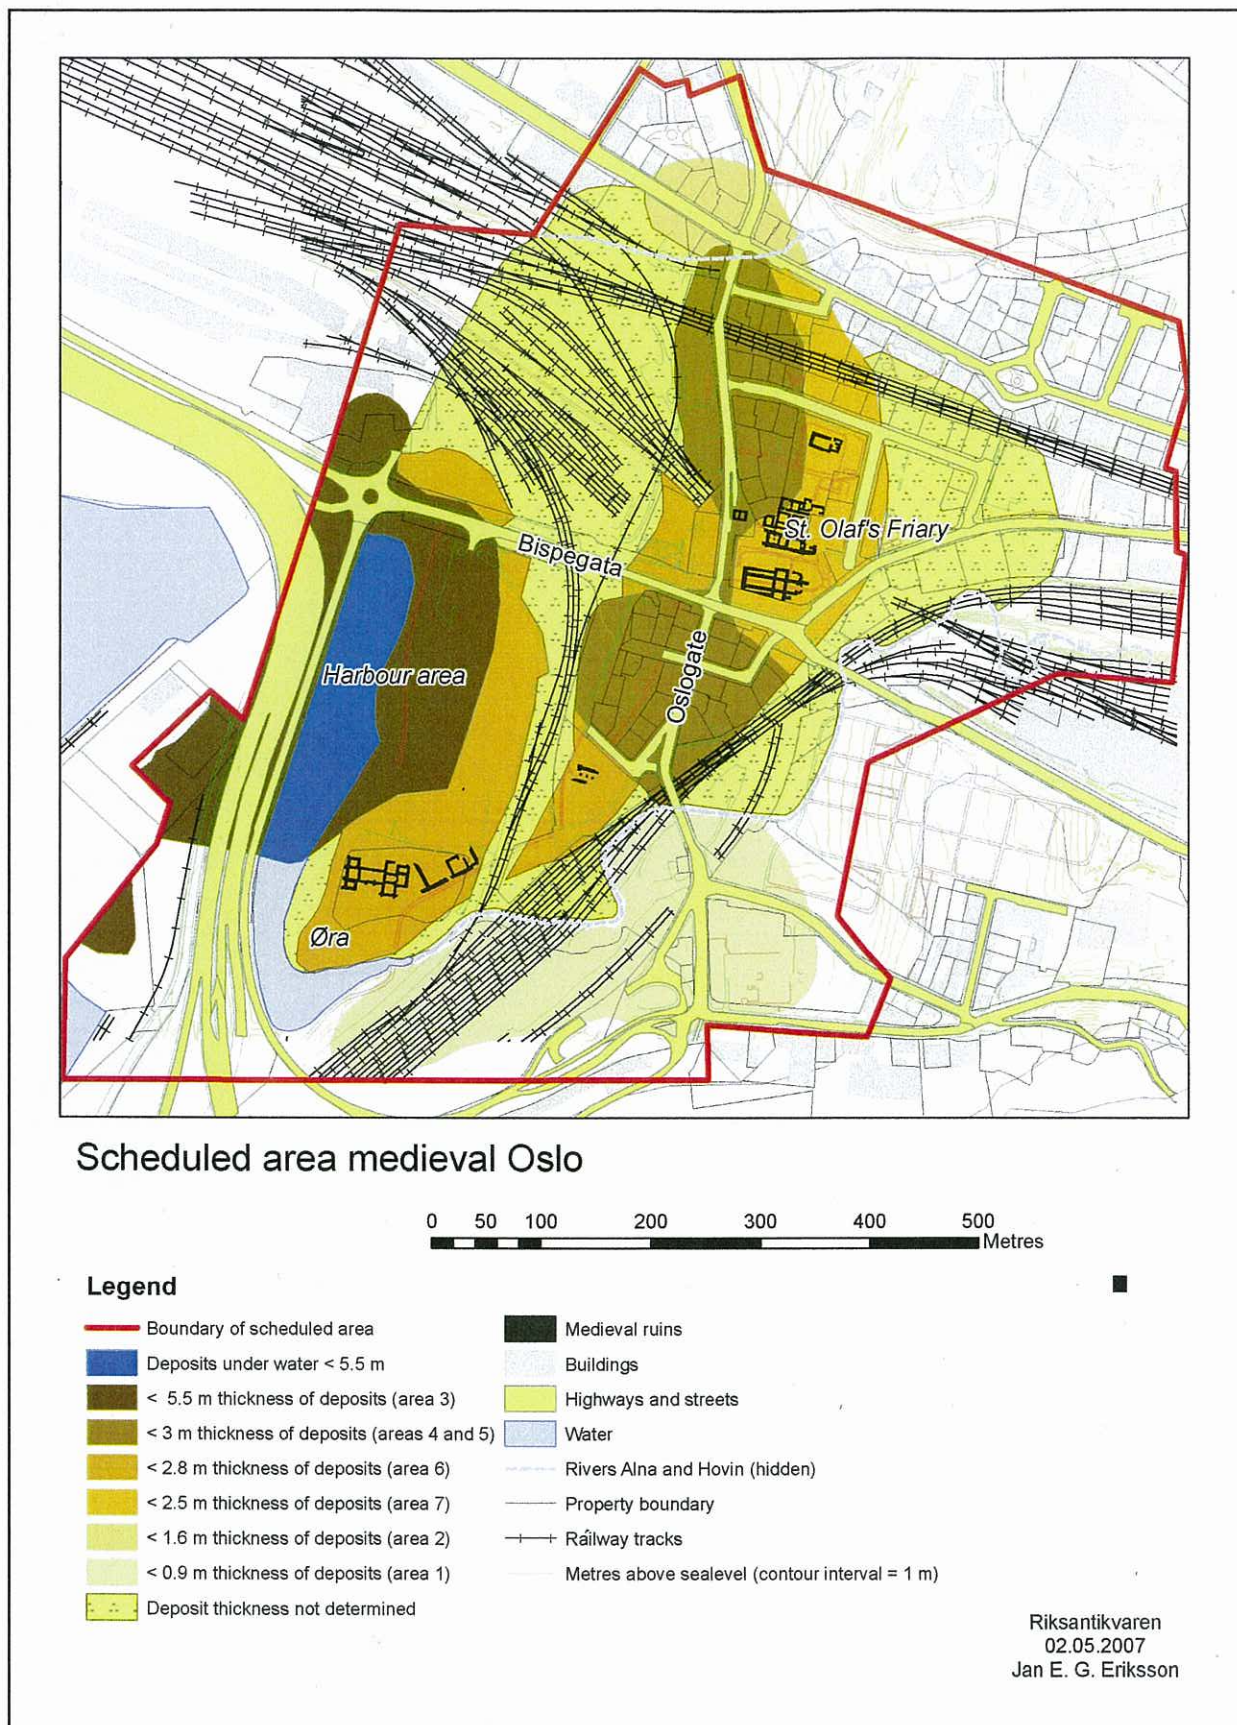 Bispegata
St. Olaf's Friary
Harbour area
Oslogate
Øra
Scheduled area medieval Oslo
0 50 100 200 300 400 500
Metres
Legend
Boundary of scheduled area
Deposits under water < 5.5 m
< 5.5 m thickness of deposits (area 3)
< 3 m thickness of deposits (areas 4 and 5)
< 2.8 m thickness of deposits (area 6)
< 2.5 m thickness of deposits (area 7)
< 1.6 m thickness of deposits (area 2)
< 0.9 m thickness of deposits (area 1)
Deposit thickness not determined
Medieval ruins
Buildings
Highways and streets
Water
Rivers Alna and Hovin (hidden)
Property boundary
Railway tracks
Metres above sealevel (contour interval = 1 m)
Riksantikvaren
02.05.2007
Jan E. G. Eriksson